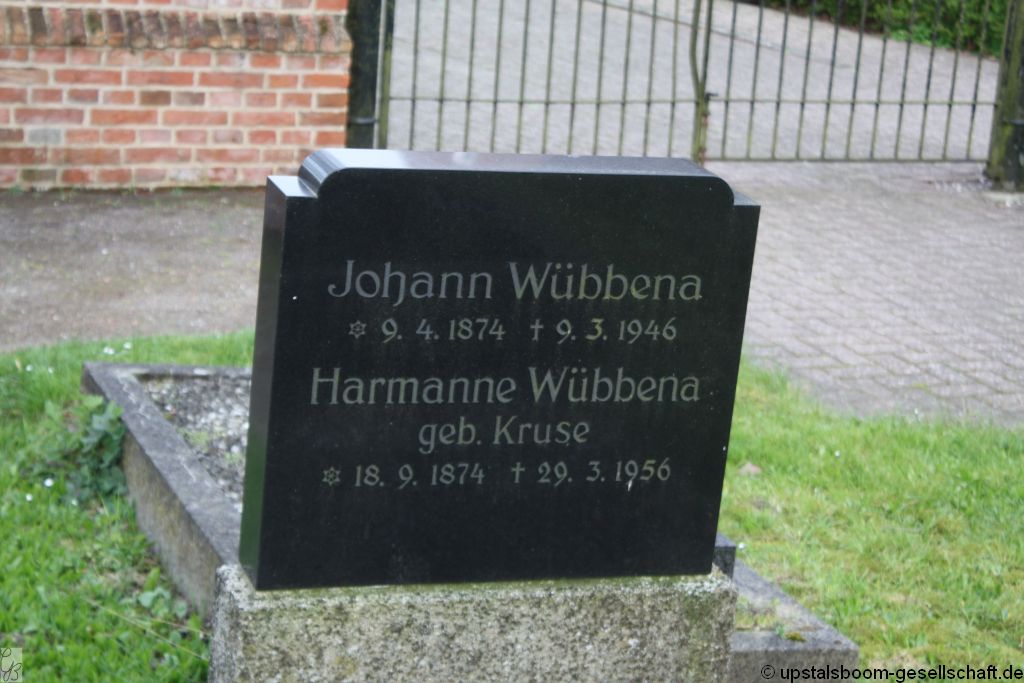 Johann Wübbena
✡ 9. 4. 1874 † 9. 3. 1946
Harmanne Wübbena
geb. Kruse
✡ 18. 9. 1874 † 29. 3. 1956
© upstalsboom-gesellschaft.de